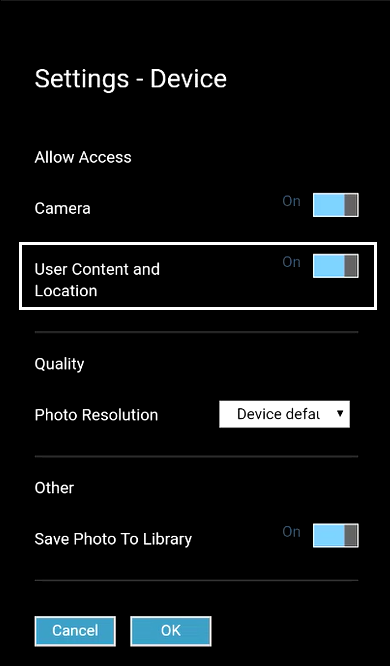 Settings - Device
Allow Access
Camera
On
User Content and
Location
On
Quality
Photo Resolution
Device defau
Other
Save Photo To Library
On
Cancel
OK